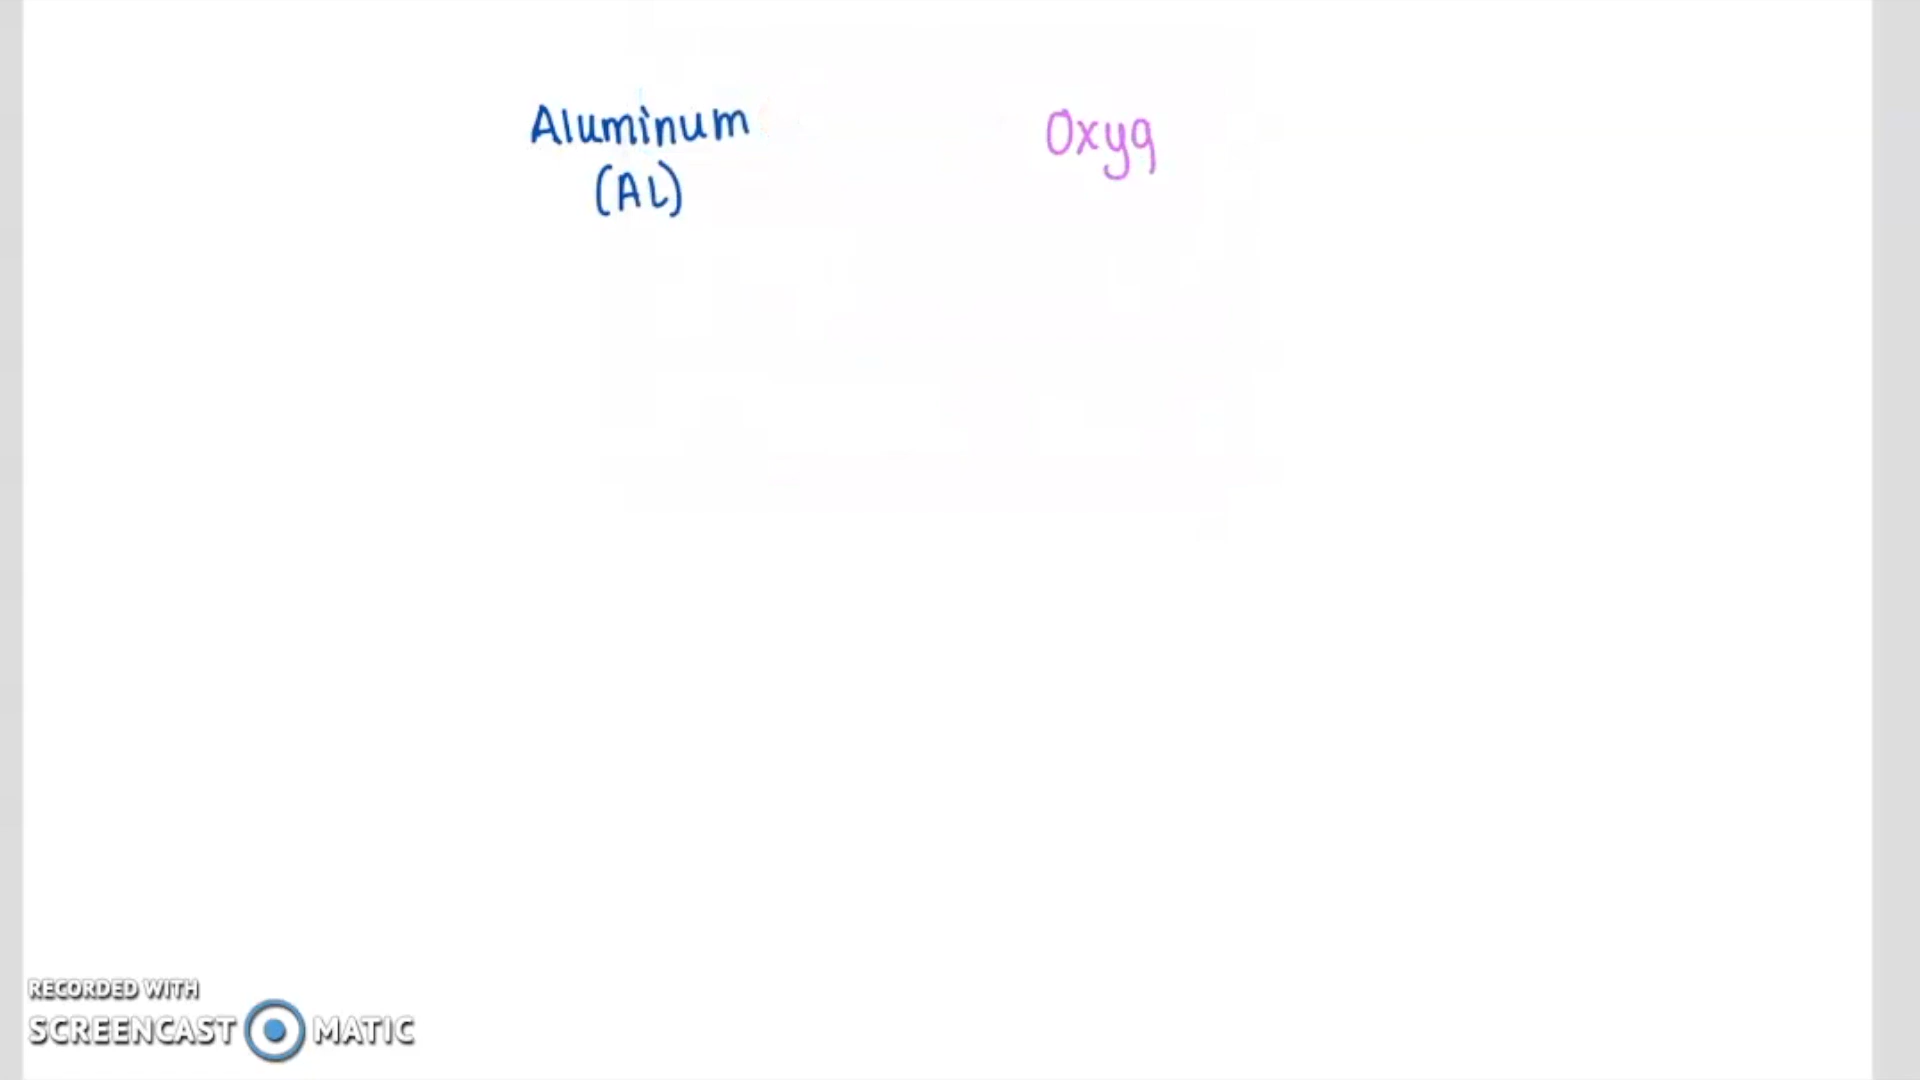 Aluminum
(AL)
Oxyg
RECORDED WITH
SCREENCAST MATIC